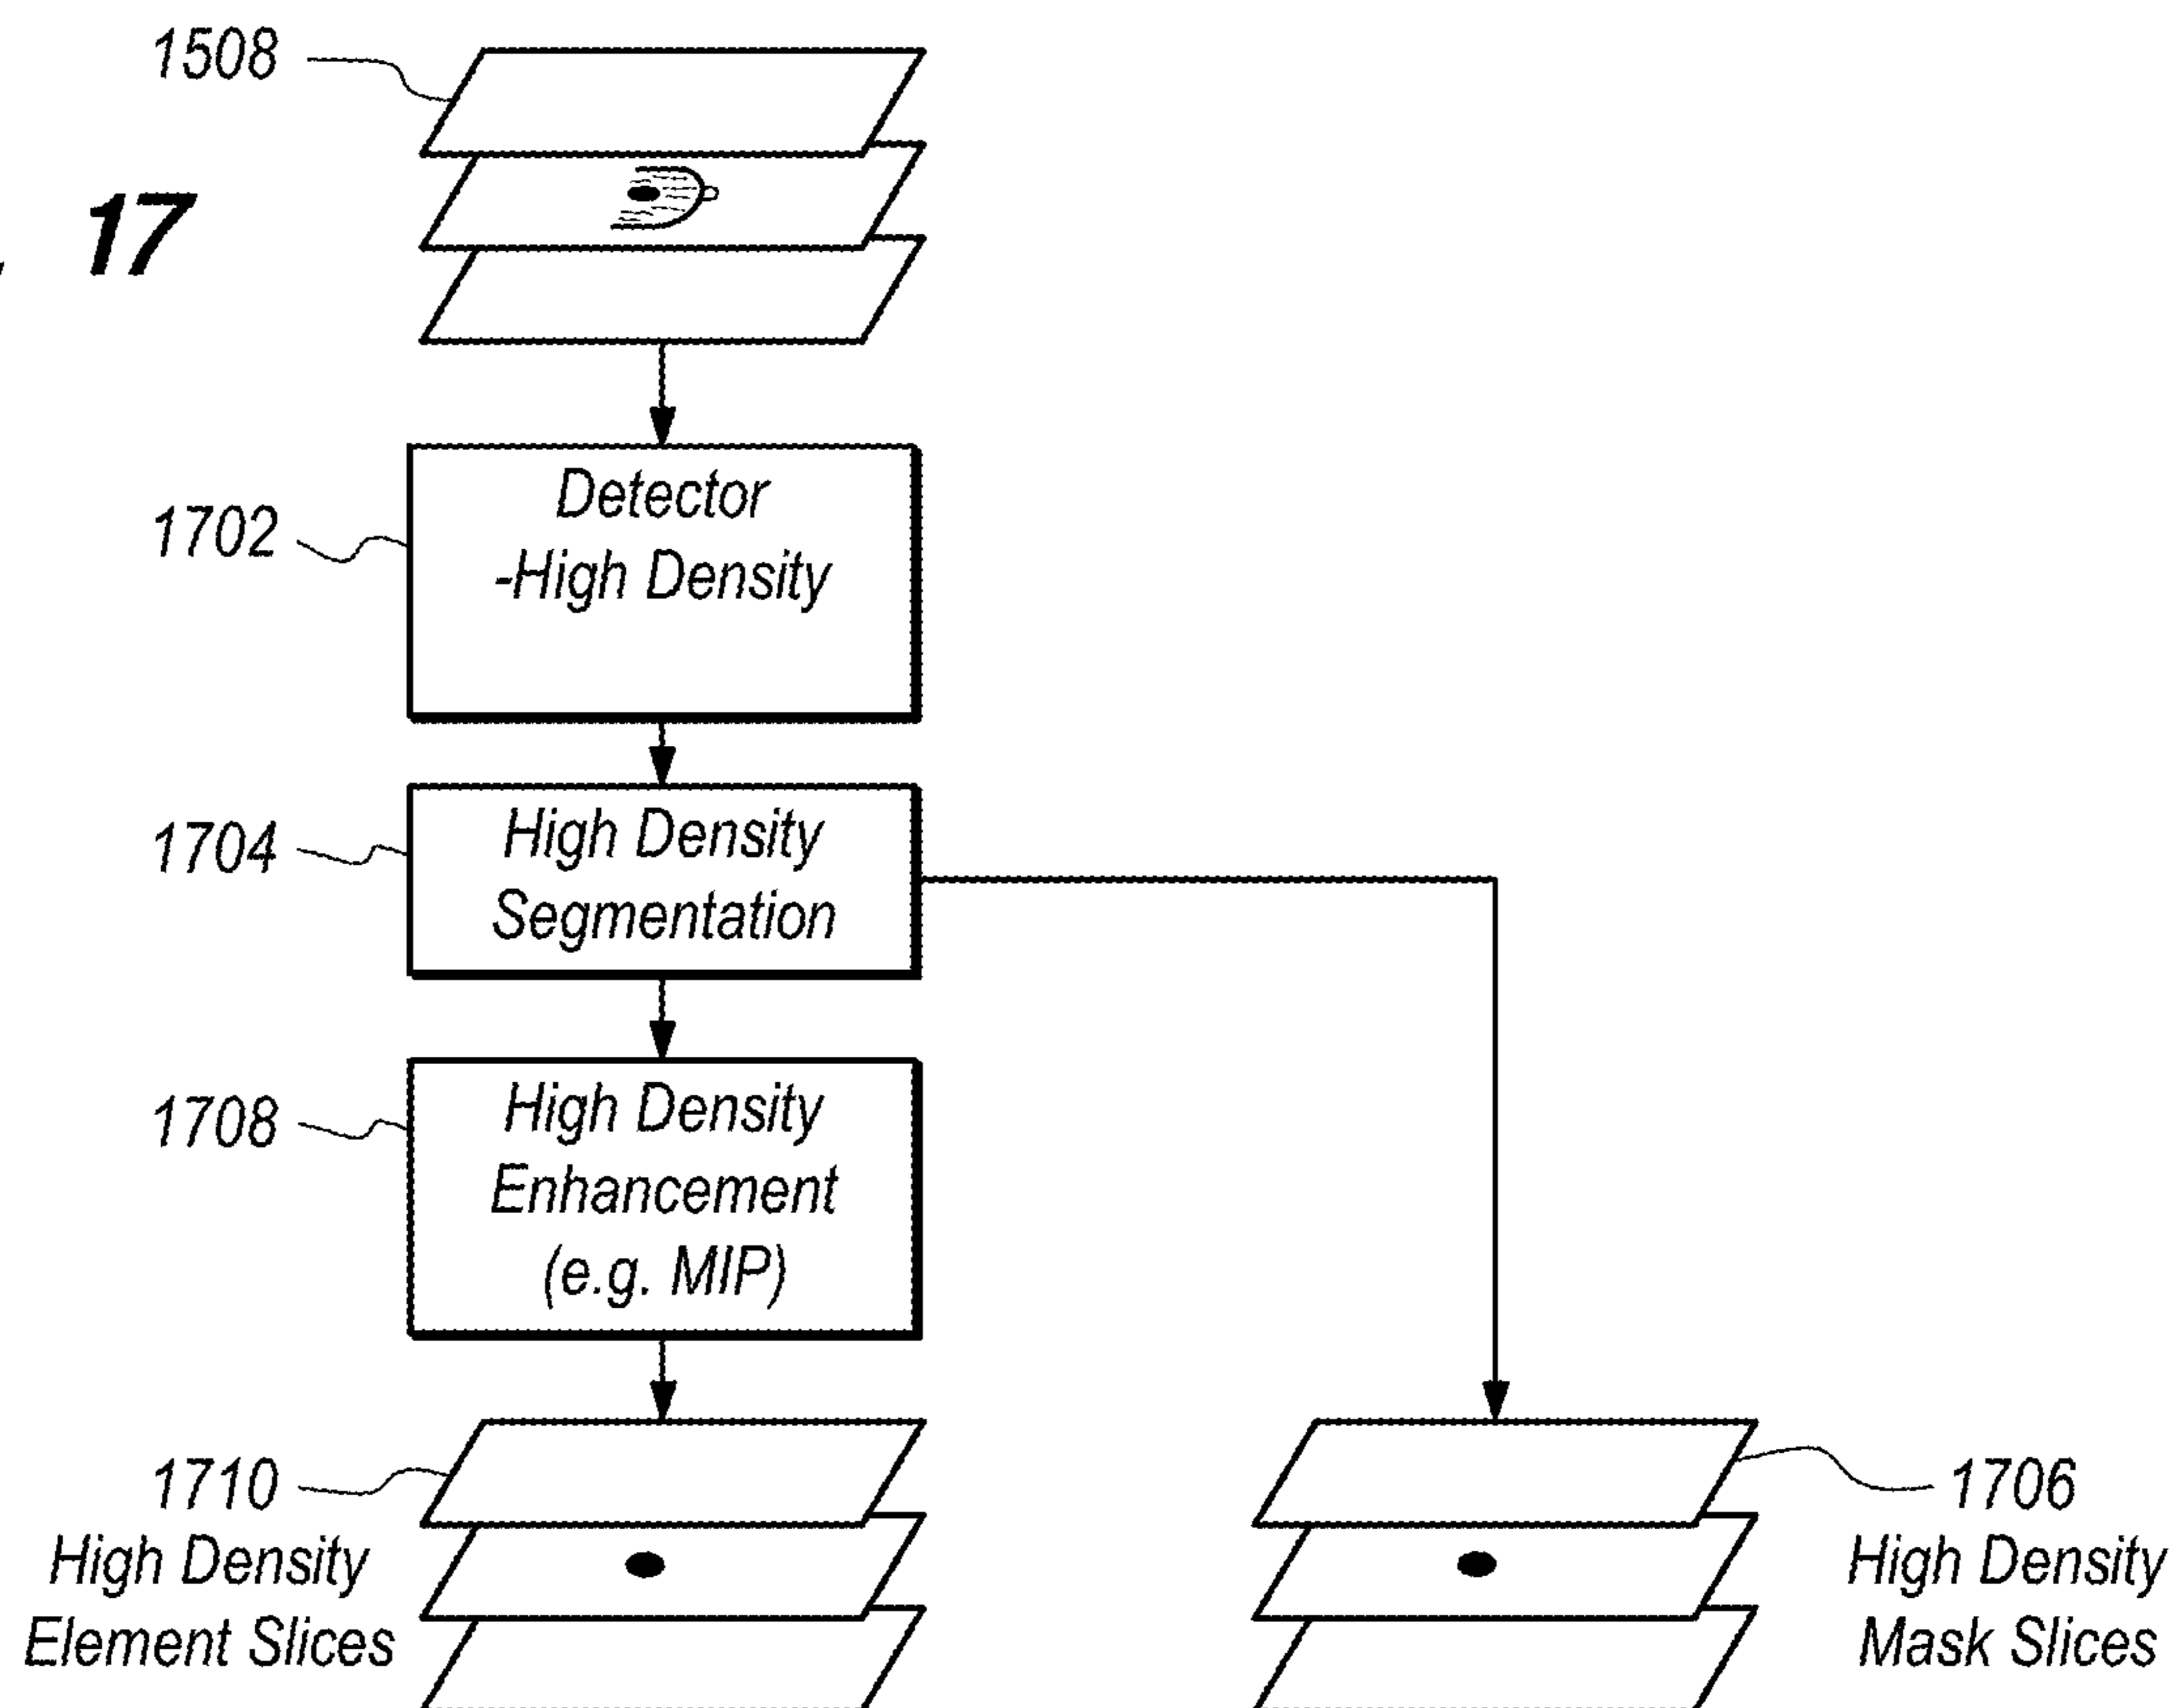 1508
17
Detector
-High Density
1702
High Density
Segmentation
1704
High Density
Enhancement
(e.g. MIP)
1708
1710
High Density
Element Slices
1706
High Density
Mask Slices